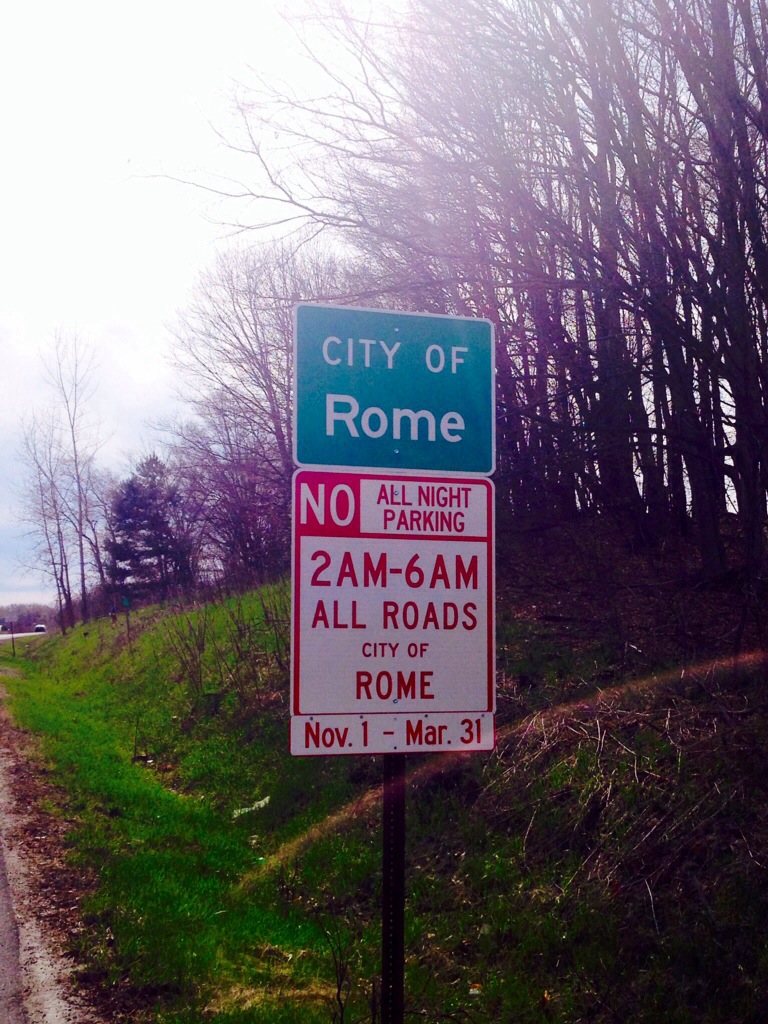 CITY OF
Rome
NO ALL NIGHT
PARKING
2AM-6AM
ALL ROADS
CITY OF
ROME
Nov. 1 - Mar. 31